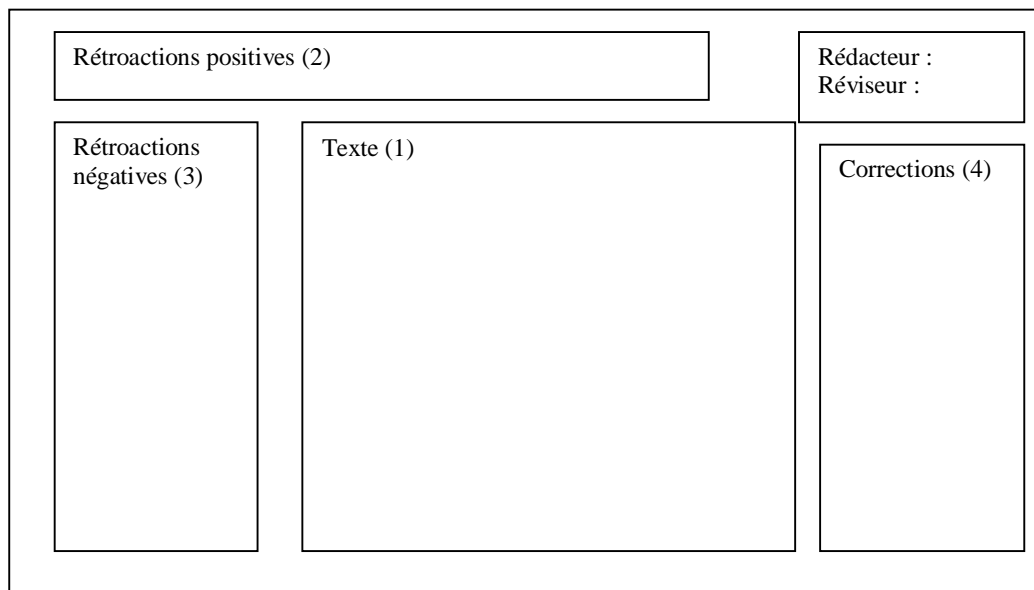 Rétroactions positives (2)
Rédacteur :
Réviseur :
Rétroactions
négatives (3)
Texte (1)
Corrections (4)